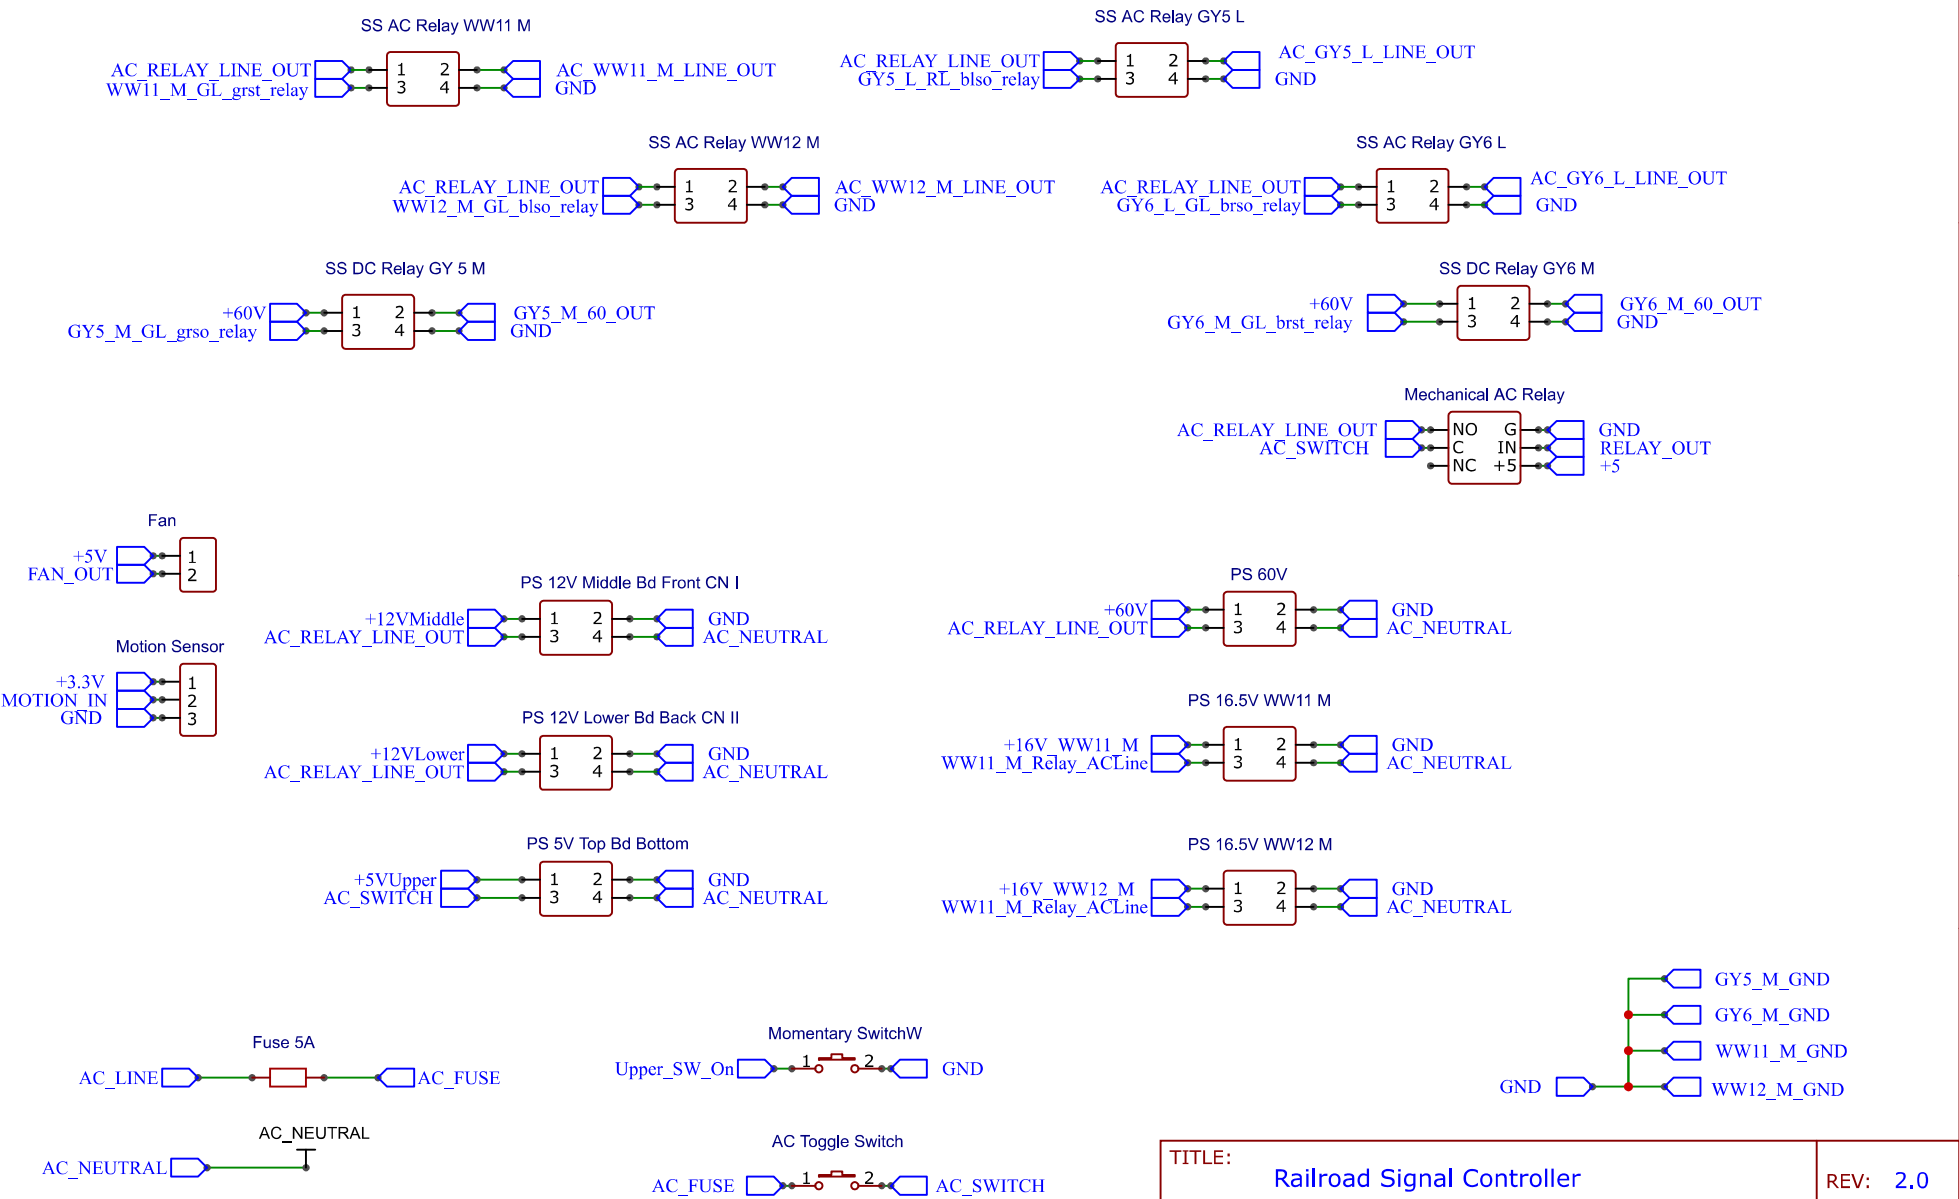 SS AC Relay WW11 M
AC_RELAY_LINE_OUT 1 2 AC_WW11_M_LINE_OUT
WW11_M_GL_grst_relay 3 4 GND
SS AC Relay GY5 L
AC_RELAY_LINE_OUT 1 2 AC_GY5_L_LINE_OUT
GY5_L_RL_blso_relay 3 4 GND
SS AC Relay WW12 M
AC_RELAY_LINE_OUT 1 2 AC_WW12_M_LINE_OUT
WW12_M_GL_blso_relay 3 4 GND
SS AC Relay GY6 L
AC_RELAY_LINE_OUT 1 2 AC_GY6_L_LINE_OUT
GY6_L_GL_brso_relay 3 4 GND
SS DC Relay GY 5 M
+60V 1 2 GY5_M_60_OUT
GY5_M_GL_grso_relay 3 4 GND
SS DC Relay GY6 M
+60V 1 2 GY6_M_60_OUT
GY6_M_GL_brst_relay 3 4 GND
Mechanical AC Relay
AC_RELAY_LINE_OUT NO G GND
AC_SWITCH C IN RELAY_OUT
NC +5 +5
Fan
+5V 1
FAN_OUT 2
Motion Sensor
+3.3V 1
MOTION_IN 2
GND 3
PS 12V Middle Bd Front CN I
+12VMiddle 1 2 GND
AC_RELAY_LINE_OUT 3 4 AC_NEUTRAL
PS 60V
+60V 1 2 GND
AC_RELAY_LINE_OUT 3 4 AC_NEUTRAL
PS 12V Lower Bd Back CN II
+12VLower 1 2 GND
AC_RELAY_LINE_OUT 3 4 AC_NEUTRAL
PS 16.5V WW11 M
+16V_WW11_M 1 2 GND
WW11_M_Relay_ACLine 3 4 AC_NEUTRAL
PS 5V Top Bd Bottom
+5VUpper 1 2 GND
AC_SWITCH 3 4 AC_NEUTRAL
PS 16.5V WW12 M
+16V_WW12_M 1 2 GND
WW11_M_Relay_ACLine 3 4 AC_NEUTRAL
GY5_M_GND
GY6_M_GND
WW11_M_GND
GND WW12_M_GND
Fuse 5A
AC_LINE AC_FUSE
Momentary SwitchW
Upper_SW_On 1 2 GND
AC_NEUTRAL
AC_NEUTRAL
AC Toggle Switch
AC_FUSE 1 2 AC_SWITCH
TITLE:
Railroad Signal Controller
REV: 2.0